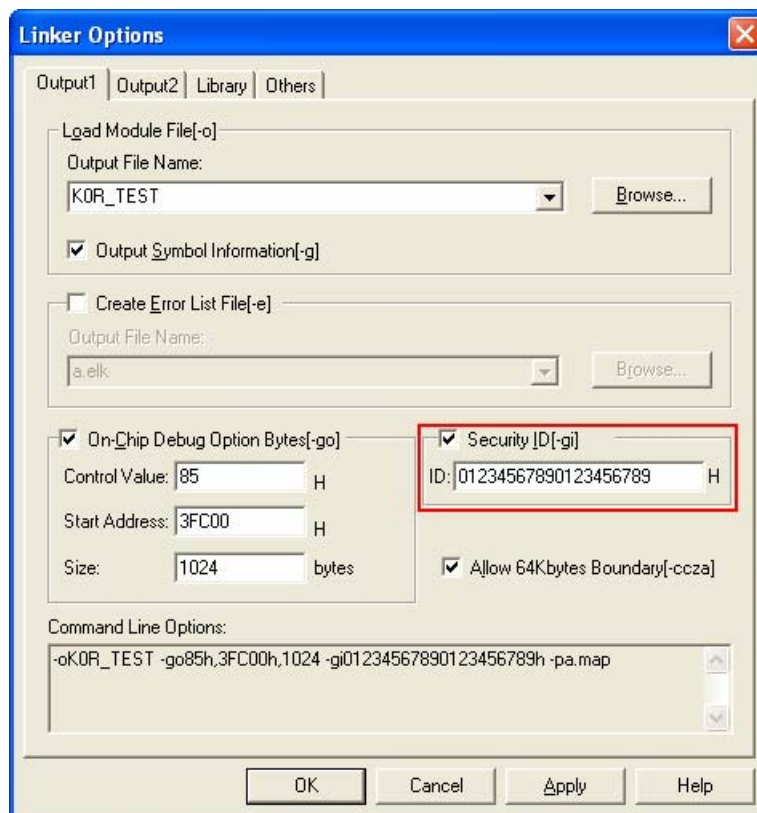 Linker Options
Output1 Output2 Library Others
Load Module File[-o]
Output File Name:
K0R_TEST
Browse...
Output Symbol Information[-g]
Create Error List File[-e]
Output File Name:
a.elk
Browse...
On-Chip Debug Option Bytes[-go]
Control Value: 85 H
Start Address: 3FC00 H
Size: 1024 bytes
Security ID[-gi]
ID: 01234567890123456789 H
Allow 64Kbytes Boundary[-ccza]
Command Line Options:
-oK0R_TEST -go85h,3FC00h,1024 -gi01234567890123456789h -pa.map
OK Cancel Apply Help